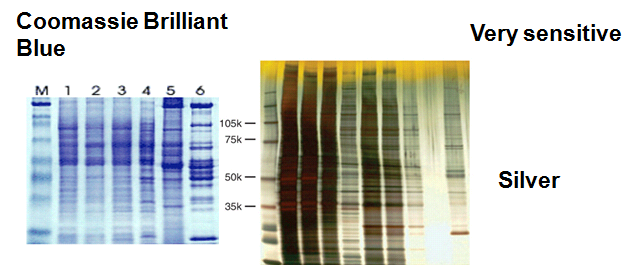 Coomassie Brilliant
Blue
Very sensitive
M 1 2 3 4 5 6
105k
75k
50k
35k
Silver